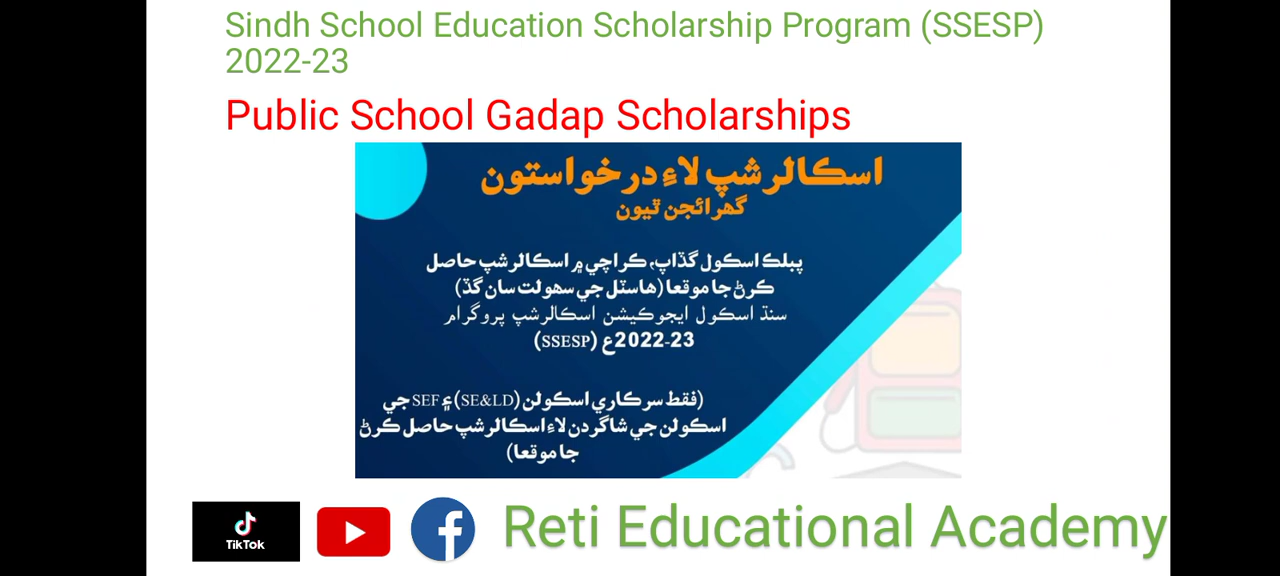 Sindh School Education Scholarship Program (SSESP)
2022-23
Public School Gadap Scholarships
اسڪالرشپ لاءِ درخواستون
گهرائجن ٿيون
پبلڪ اسڪول گڏاپ، ڪراچي ۾ اسڪالرشپ حاصل
ڪرڻ جا موقعا (هاسٽل جي سهولت سان گڏ)
سنڌ اسڪول ايجوڪيشن اسڪالرشپ پروگرام
2022-23ع (SSESP)
(فقط سرڪاري اسڪولن (SE&LD) ۽ SEF جي
اسڪولن جي شاگردن لاءِ اسڪالرشپ حاصل ڪرڻ
جا موقعا)
TikTok
Reti Educational Academy